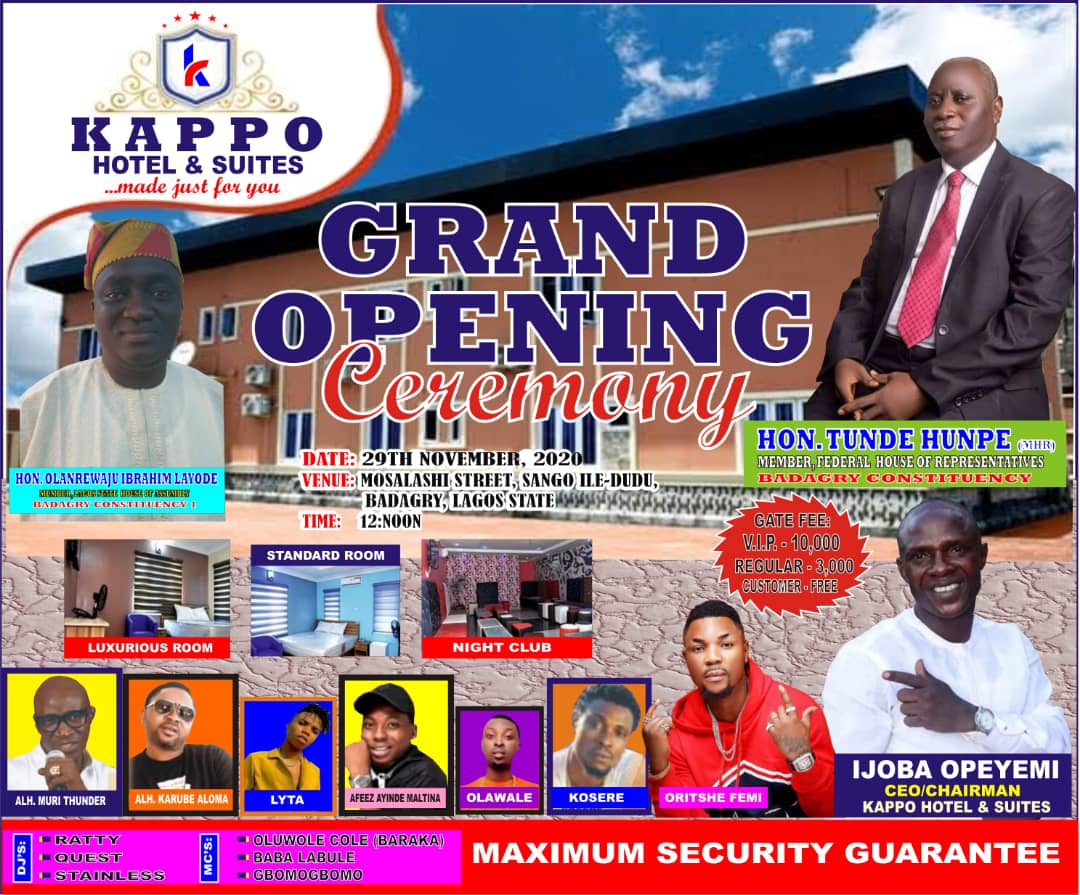 KAPPO
HOTEL & SUITES
...made just for you
GRAND
OPENING
Ceremony
HON. OLANREWAJU IBRAHIM LAYODE
MEMBER, LAGOS STATE HOUSE OF ASSEMBLY
BADAGRY CONSTITUENCY 1
HON. TUNDE HUNPE (MHR)
MEMBER, FEDERAL HOUSE OF REPRESENTATIVES
BADAGRY CONSTITUENCY
DATE: 29TH NOVEMBER, 2020
VENUE: MOSALASHI STREET, SANGO ILE-DUDU,
BADAGRY, LAGOS STATE
TIME: 12:NOON
GATE FEE:
V.I.P. - 10,000
REGULAR - 3,000
CUSTOMER - FREE
LUXURIOUS ROOM
STANDARD ROOM
NIGHT CLUB
ALH. MURI THUNDER
ALH. KARUBE ALOMA
LYTA
AFEEZ AYINDE MALTINA
OLAWALE
KOSERE
ORITSHE FEMI
IJOBA OPEYEMI
CEO/CHAIRMAN
KAPPO HOTEL & SUITES
DJ'S:
RATTY
QUEST
STAINLESS
MC'S:
OLUWOLE COLE (BARAKA)
BABA LABULE
GBOMOGBOMO
MAXIMUM SECURITY GUARANTEE